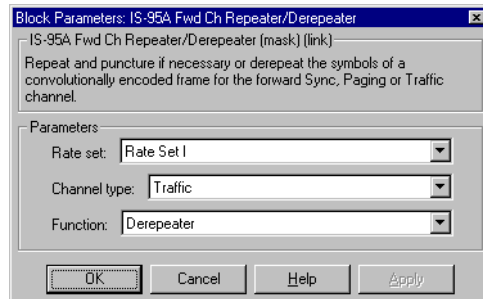 Block Parameters: IS-95A Fwd Ch Repeater/Derepeater
IS-95A Fwd Ch Repeater/Derepeater (mask) (link)
Repeat and puncture if necessary or derepeat the symbols of a
convolutionally encoded frame for the forward Sync, Paging or Traffic
channel.
Parameters
Rate set: Rate Set I
Channel type: Traffic
Function: Derepeater
OK Cancel Help Apply